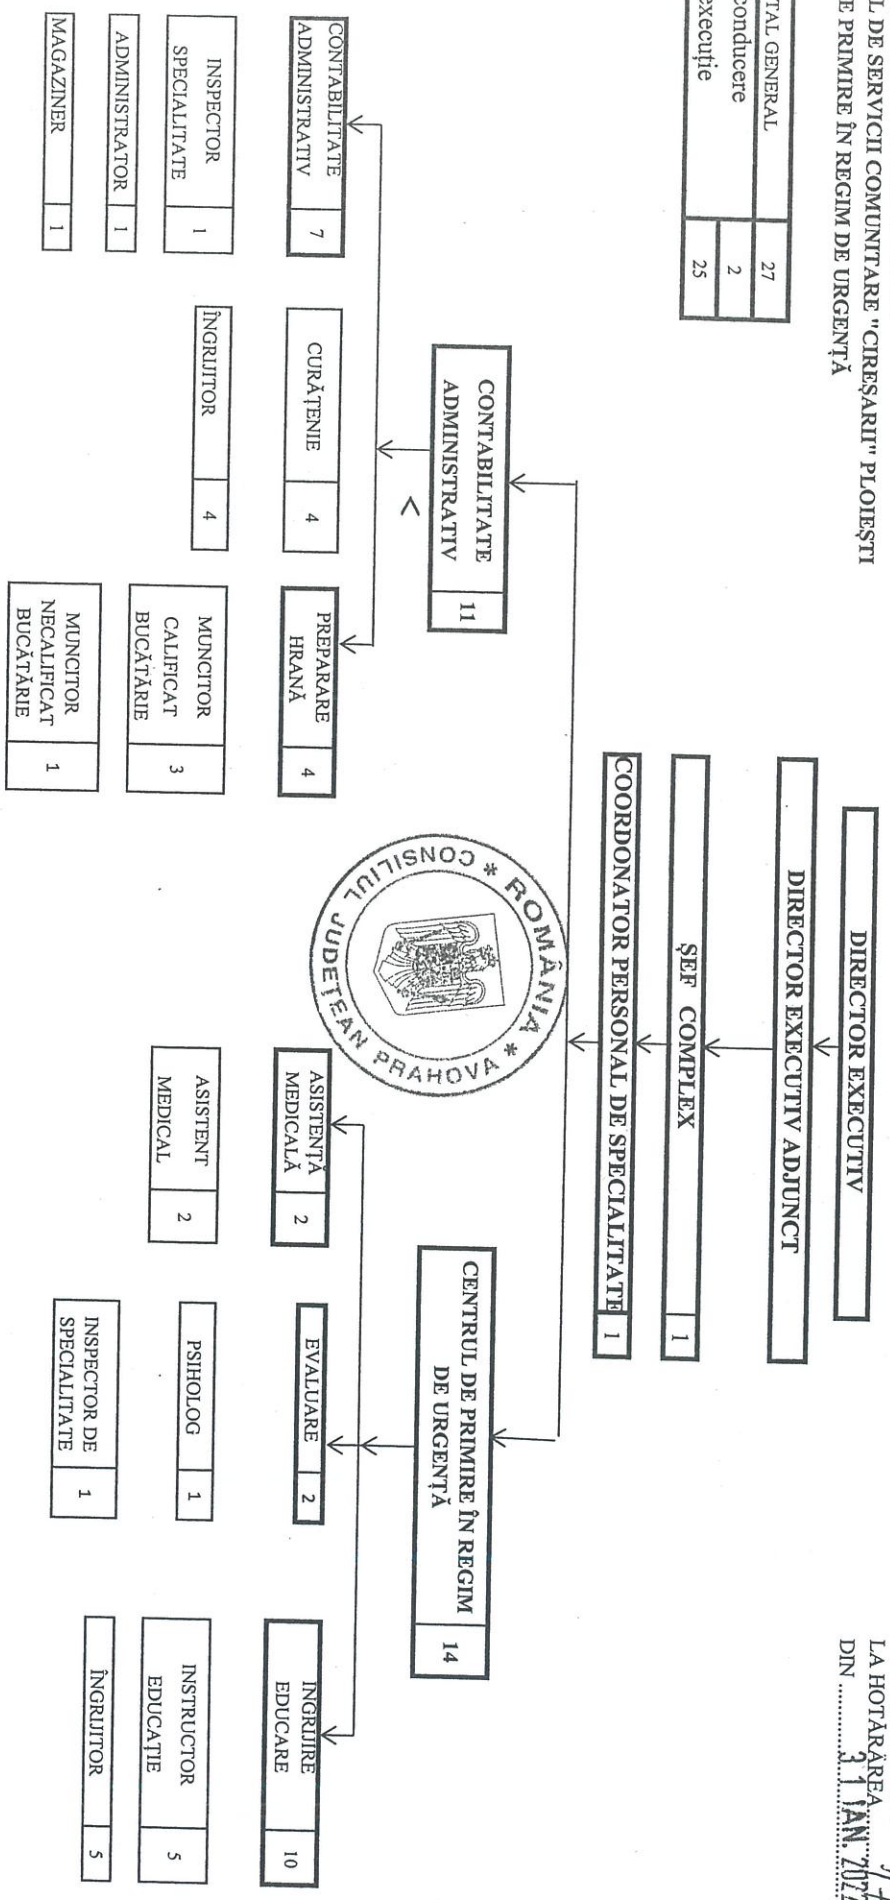 L DE SERVICII COMUNITARE "CIREȘARII" PLOIEȘTI
E PRIMIRE ÎN REGIM DE URGENȚĂ
LA HOTĂRÂREA
DIN ........ 31 IAN. 2022
TAL GENERAL 27
conducere 2
execuție 25
DIRECTOR EXECUTIV
DIRECTOR EXECUTIV ADJUNCT
ȘEF COMPLEX 1
COORDONATOR PERSONAL DE SPECIALITATE 1
CONTABILITATE
ADMINISTRATIV 11
<
CENTRUL DE PRIMIRE ÎN REGIM
DE URGENȚĂ 14
CONTABILITATE
ADMINISTRATIV 7
CURĂȚENIE 4
PREPARARE
HRANĂ 4
ASISTENȚĂ
MEDICALĂ 2
EVALUARE 2
INGRIJIRE
EDUCARE 10
INSPECTOR
SPECIALITATE 1
ADMINISTRATOR 1
MAGAZINER 1
ÎNGRIJITOR 4
MUNCITOR
CALIFICAT
BUCĂTĂRIE 3
MUNCITOR
NECALIFICAT
BUCĂTĂRIE 1
ASISTENT
MEDICAL 2
PSIHOLOG 1
INSPECTOR DE
SPECIALITATE 1
INSTRUCTOR
EDUCAȚIE 5
ÎNGRIJITOR 5
* ROMÂNIA *
CONSILIUL JUDEȚEAN PRAHOVA